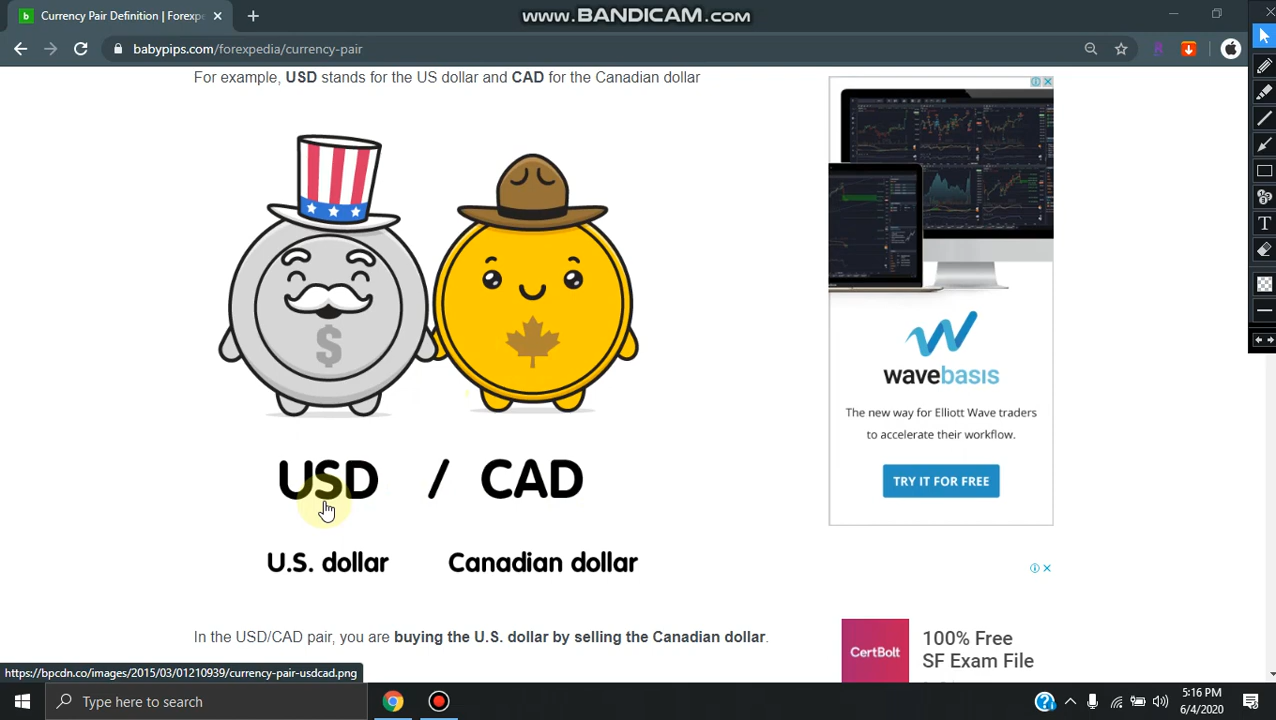 Currency Pair Definition | Forexpe
www.BANDICAM.com
babypips.com/forexpedia/currency-pair
For example, USD stands for the US dollar and CAD for the Canadian dollar
$
USD / CAD
U.S. dollar Canadian dollar
In the USD/CAD pair, you are buying the U.S. dollar by selling the Canadian dollar.
wavebasis
The new way for Elliott Wave traders
to accelerate their workflow.
TRY IT FOR FREE
CertBolt
100% Free
SF Exam File
https://bpcdn.co/images/2015/03/01210939/currency-pair-usdcad.png
Type here to search
5:16 PM
6/4/2020